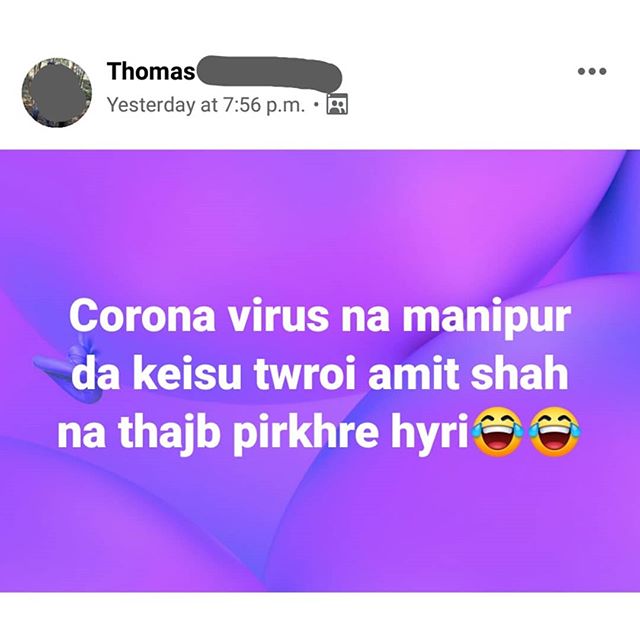 Thomas
Yesterday at 7:56 p.m. •
Corona virus na manipur
da keisu twroi amit shah
na thajb pirkhre hyri😂😂